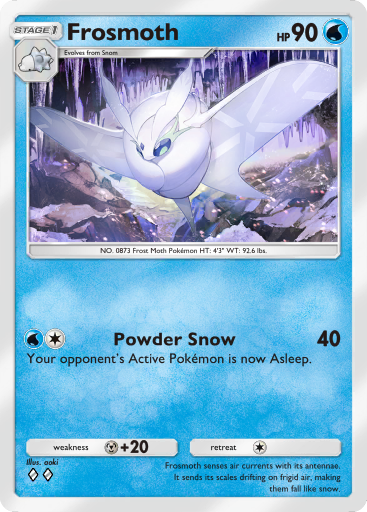 STAGE 1 Frosmoth HP 90
Evolves from Snom
NO. 0873 Frost Moth Pokémon HT: 4'3" WT: 92.6 lbs.
Powder Snow 40
Your opponent's Active Pokémon is now Asleep.
weakness +20 retreat
Illus. aoki
Frosmoth senses air currents with its antennae.
It sends its scales drifting on frigid air, making
them fall like snow.